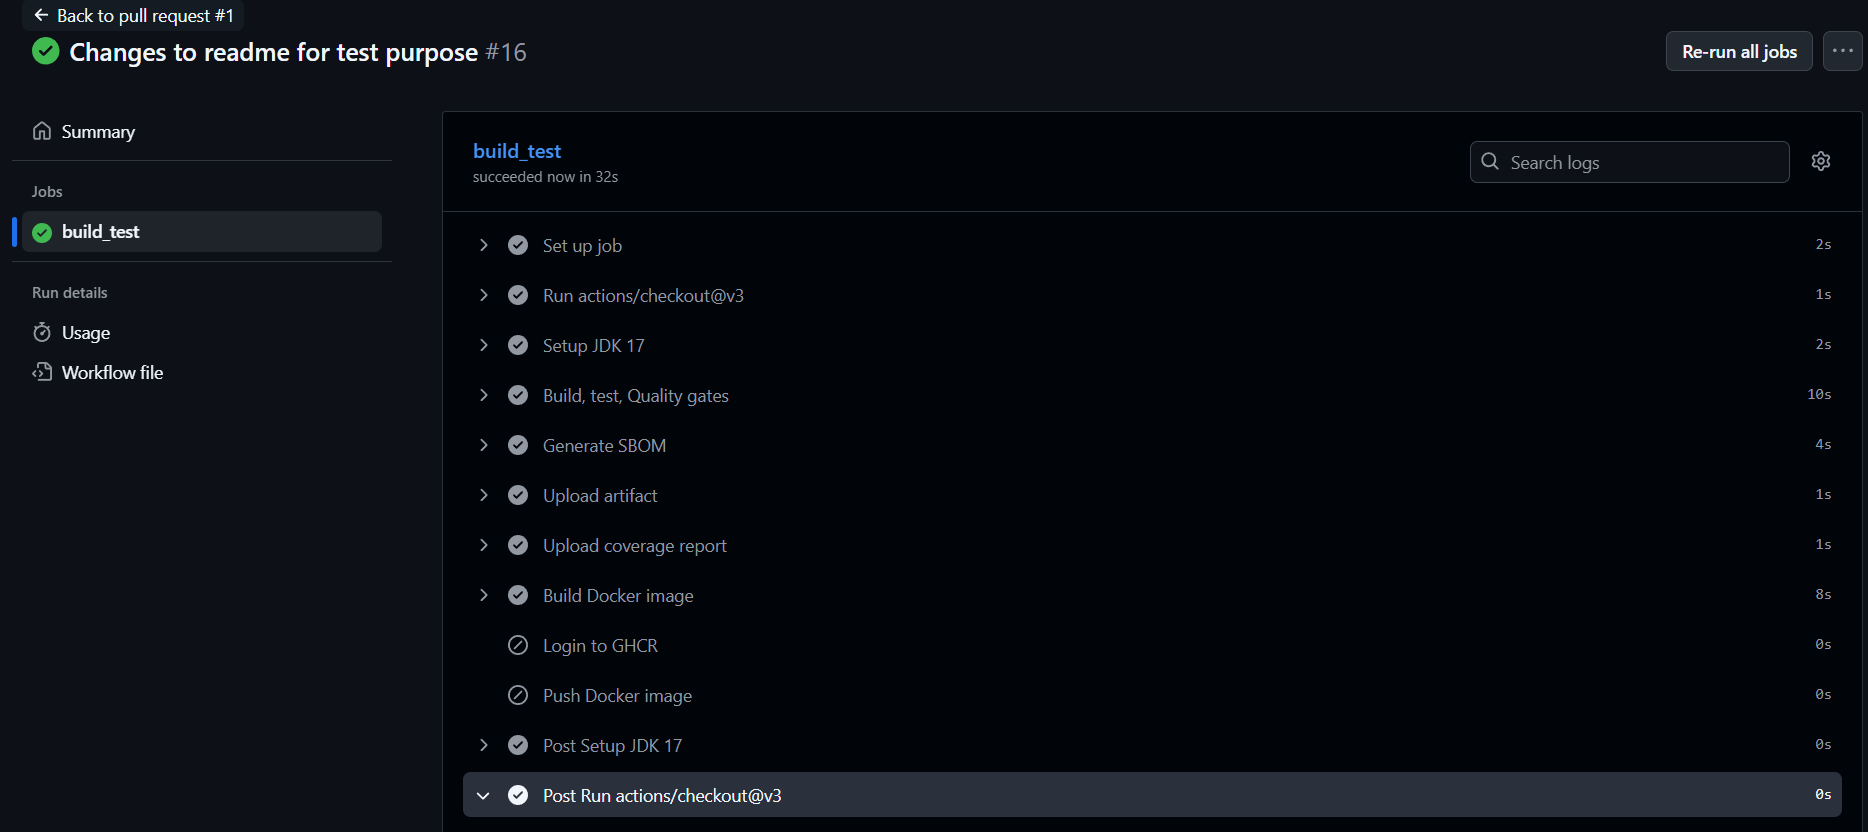 Back to pull request #1
Changes to readme for test purpose #16
Re-run all jobs
Summary
Jobs
build_test
Run details
Usage
Workflow file
build_test
succeeded now in 32s
Search logs
Set up job 2s
Run actions/checkout@v3 1s
Setup JDK 17 2s
Build, test, Quality gates 10s
Generate SBOM 4s
Upload artifact 1s
Upload coverage report 1s
Build Docker image 8s
Login to GHCR 0s
Push Docker image 0s
Post Setup JDK 17 0s
Post Run actions/checkout@v3 0s